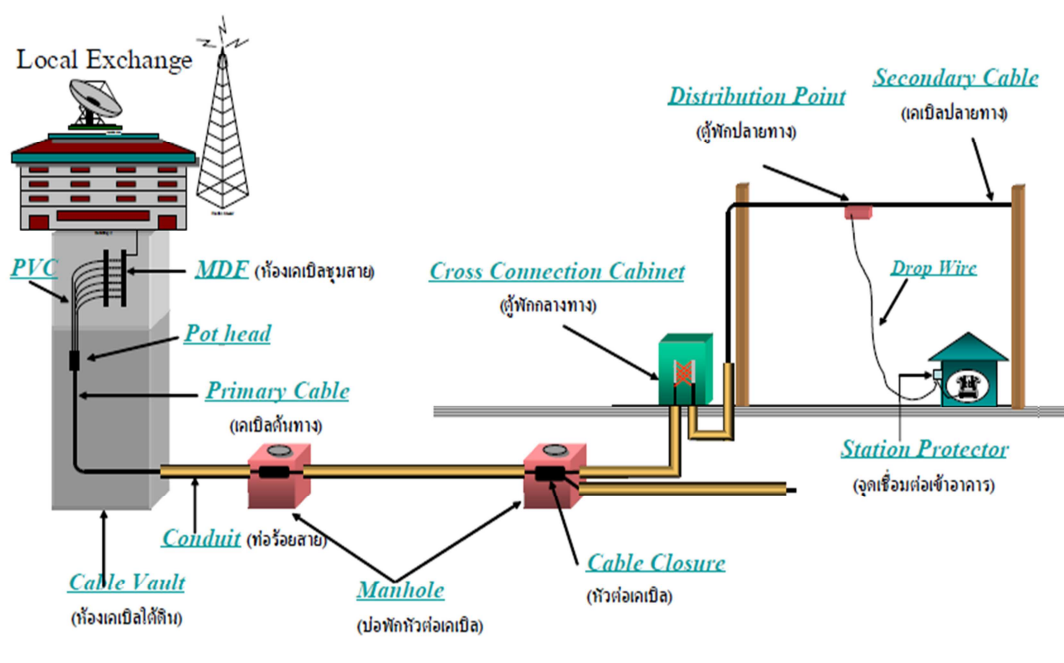 Local Exchange
Secondary Cable
(เคเบิลปลายทาง)
Distribution Point
(ตู้พักปลายทาง)
PVC
MDF (ห้องเคเบิลชุมสาย)
Cross Connection Cabinet
(ตู้พักกลางทาง)
Drop Wire
Pot head
Primary Cable
(เคเบิลต้นทาง)
Station Protector
(จุดเชื่อมต่อเข้าอาคาร)
Conduit (ท่อร้อยสาย)
Cable Closure
(หัวต่อเคเบิล)
Cable Vault
(ห้องเคเบิลใต้ดิน)
Manhole
(บ่อพักหัวต่อเคเบิล)